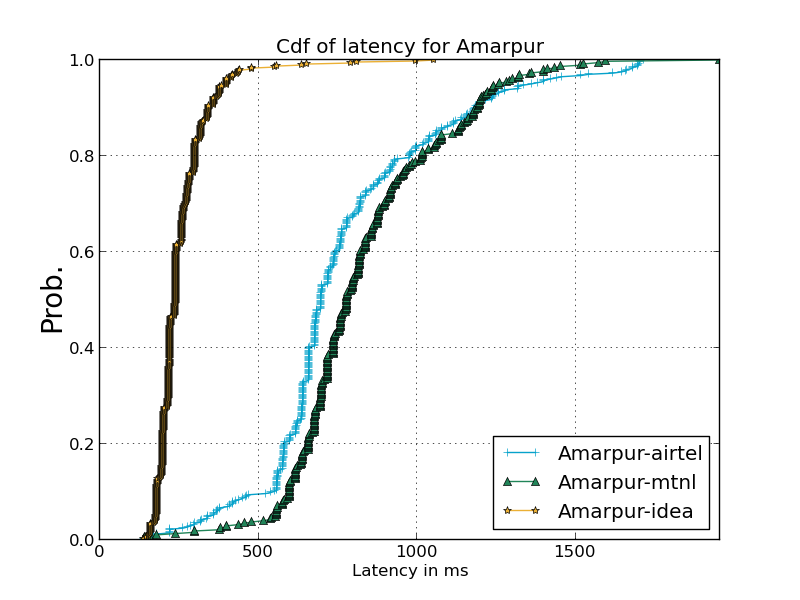 Cdf of latency for Amarpur
1.0
0.8
0.6
0.4
0.2
0.0
Prob.
0 500 1000 1500
Latency in ms
Amarpur-airtel
Amarpur-mtnl
Amarpur-idea